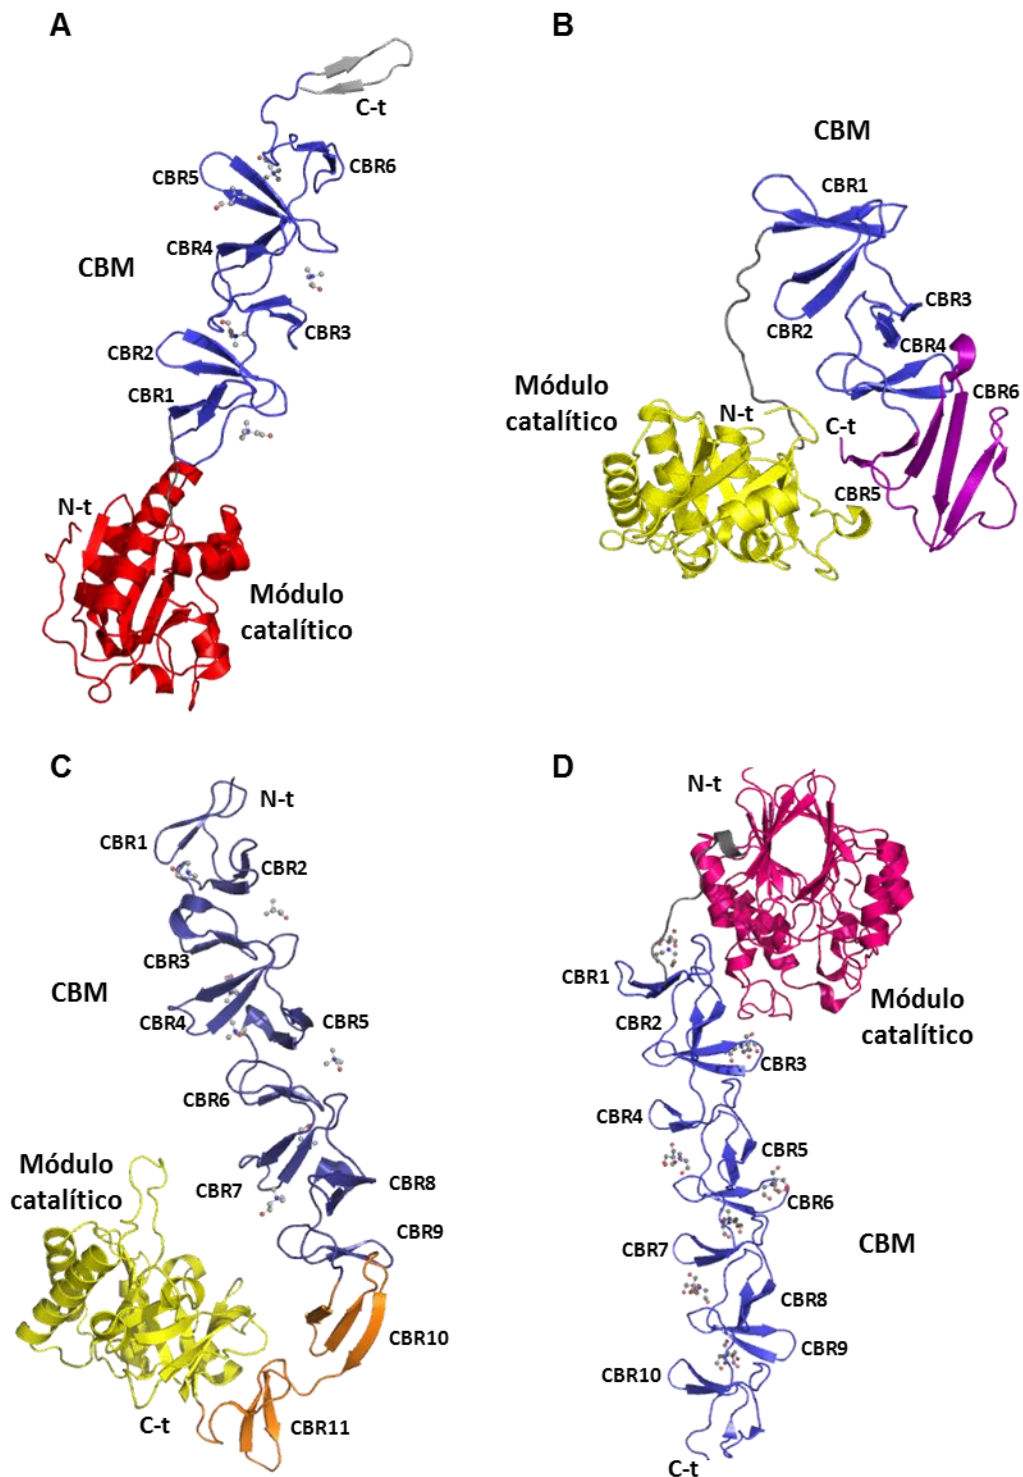 A
C-t
CBR5
CBR6
CBR4
CBM
CBR3
CBR2
CBR1
N-t
Módulo
catalítico
B
CBM
CBR1
CBR3
CBR2
CBR4
Módulo
catalítico
CBR6
N-t
C-t
CBR5
C
N-t
CBR1
CBR2
CBR3
CBM
CBR4
CBR5
CBR6
Módulo
catalítico
CBR7
CBR8
CBR9
CBR10
C-t
CBR11
D
N-t
CBR1
Módulo
catalítico
CBR2
CBR3
CBR4
CBR5
CBR6
CBR7
CBM
CBR8
CBR9
CBR10
C-t